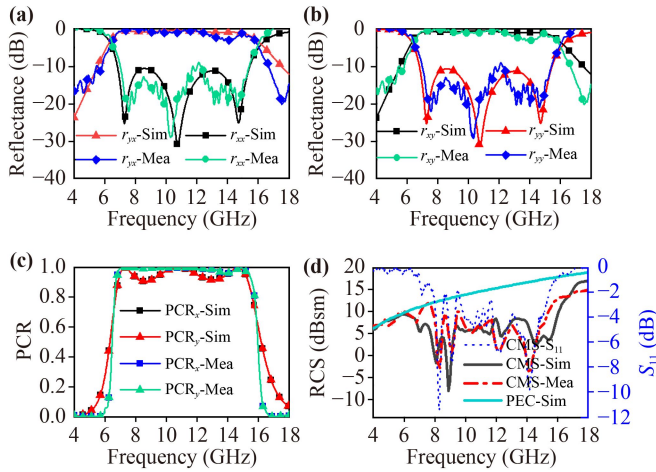 (a)
0
−10
−20
−30
−40
Reflectance (dB)
r_yx-Sim r_xx-Sim
r_yx-Mea r_xx-Mea
4 6 8 10 12 14 16 18
Frequency (GHz)
(b)
0
−10
−20
−30
−40
Reflectance (dB)
r_xy-Sim r_yy-Sim
r_xy-Mea r_yy-Mea
4 6 8 10 12 14 16 18
Frequency (GHz)
(c)
1.0
0.8
0.6
0.4
0.2
0.0
PCR
PCR_x-Sim
PCR_y-Sim
PCR_x-Mea
PCR_y-Mea
4 6 8 10 12 14 16 18
Frequency (GHz)
(d)
20
15
10
5
0
−5
−10
RCS (dBsm)
CMS-S_11
CMS-Sim
CMS-Mea
PEC-Sim
0
−2
−4
−6
−8
−10
−12
S_11 (dB)
4 6 8 10 12 14 16 18
Frequency (GHz)